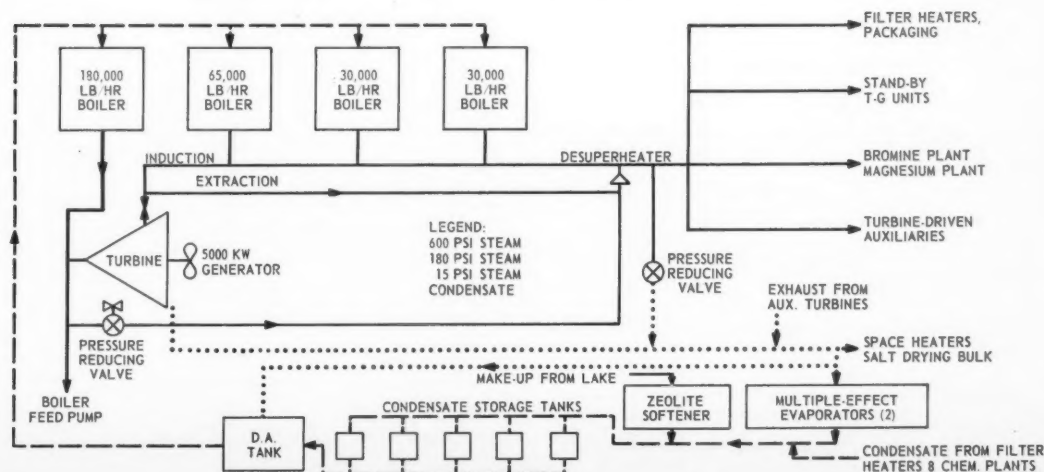 180,000
LB/HR
BOILER
65,000
LB/HR
BOILER
30,000
LB/HR
BOILER
30,000
LB/HR
BOILER
FILTER HEATERS,
PACKAGING
STAND-BY
T-G UNITS
BROMINE PLANT
MAGNESIUM PLANT
TURBINE-DRIVEN
AUXILIARIES
INDUCTION
DESUPERHEATER
EXTRACTION
TURBINE
5000 KW
GENERATOR
LEGEND:
600 PSI STEAM
180 PSI STEAM
15 PSI STEAM
CONDENSATE
PRESSURE
REDUCING
VALVE
EXHAUST FROM
AUX. TURBINES
PRESSURE
REDUCING
VALVE
SPACE HEATERS
SALT DRYING BULK
BOILER
FEED PUMP
MAKE-UP FROM LAKE
CONDENSATE STORAGE TANKS
ZEOLITE
SOFTENER
MULTIPLE-EFFECT
EVAPORATORS (2)
D.A.
TANK
CONDENSATE FROM FILTER
HEATERS & CHEM. PLANTS